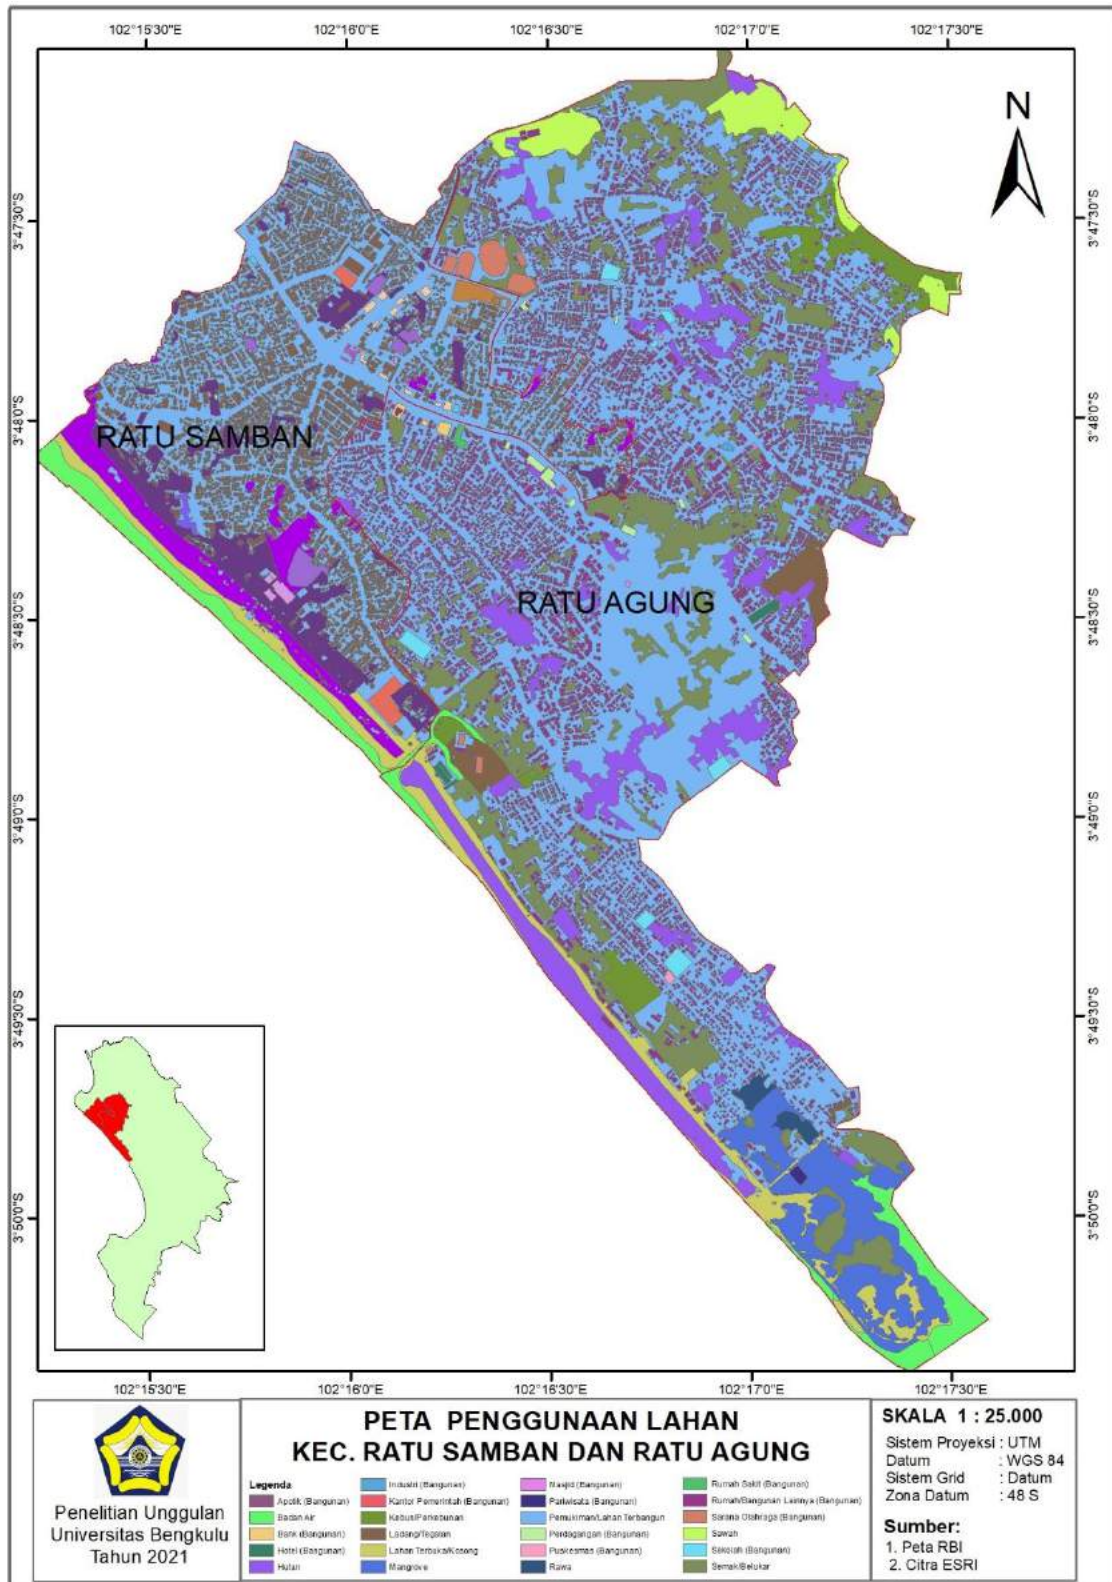 102°15'30"E 102°16'0"E 102°16'30"E 102°17'0"E 102°17'30"E
N
3°47'30"S 3°47'30"S
3°48'0"S 3°48'0"S
RATU SAMBAN
3°48'30"S 3°48'30"S
RATU AGUNG
3°49'0"S 3°49'0"S
3°49'30"S 3°49'30"S
3°50'0"S 3°50'0"S
102°15'30"E 102°16'0"E 102°16'30"E 102°17'0"E 102°17'30"E
Penelitian Unggulan
Universitas Bengkulu
Tahun 2021
PETA PENGGUNAAN LAHAN
KEC. RATU SAMBAN DAN RATU AGUNG
Legenda
Apotik (Bangunan)
Badan Air
Bank (Bangunan)
Hotel (Bangunan)
Hutan
Industri (Bangunan)
Kantor Pemerintah (Bangunan)
Kebun/Perkebunan
Ladang/Tegalan
Lahan Terbuka/Kosong
Mangrove
Masjid (Bangunan)
Pariwisata (Bangunan)
Pemukiman/Lahan Terbangun
Perdagangan (Bangunan)
Puskesmas (Bangunan)
Rawa
Rumah Sakit (Bangunan)
Rumah/Bangunan Lainnya (Bangunan)
Sarana Olahraga (Bangunan)
Sawah
Sekolah (Bangunan)
Semak/Belukar
SKALA 1 : 25.000
Sistem Proyeksi : UTM
Datum : WGS 84
Sistem Grid : Datum
Zona Datum : 48 S
Sumber:
1. Peta RBI
2. Citra ESRI